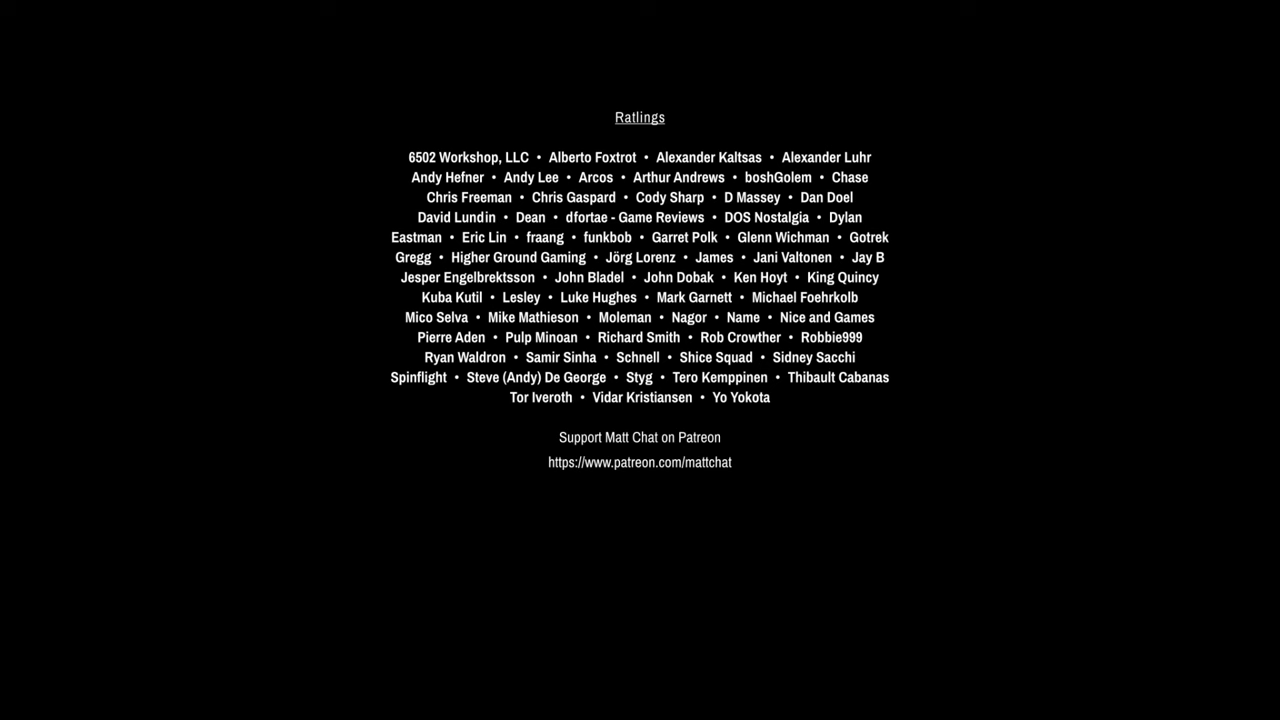 Ratlings
6502 Workshop, LLC • Alberto Foxtrot • Alexander Kaltsas • Alexander Luhr
Andy Hefner • Andy Lee • Arcos • Arthur Andrews • boshGolem • Chase
Chris Freeman • Chris Gaspard • Cody Sharp • D Massey • Dan Doel
David Lundin • Dean • dfortae - Game Reviews • DOS Nostalgia • Dylan
Eastman • Eric Lin • fraang • funkbob • Garret Polk • Glenn Wichman • Gotrek
Gregg • Higher Ground Gaming • Jörg Lorenz • James • Jani Valtonen • Jay B
Jesper Engelbrektsson • John Bladel • John Dobak • Ken Hoyt • King Quincy
Kuba Kutil • Lesley • Luke Hughes • Mark Garnett • Michael Foehrkolb
Mico Selva • Mike Mathieson • Moleman • Nagor • Name • Nice and Games
Pierre Aden • Pulp Minoan • Richard Smith • Rob Crowther • Robbie999
Ryan Waldron • Samir Sinha • Schnell • Shice Squad • Sidney Sacchi
Spinflight • Steve (Andy) De George • Styg • Tero Kemppinen • Thibault Cabanas
Tor Iveroth • Vidar Kristiansen • Yo Yokota
Support Matt Chat on Patreon
https://www.patreon.com/mattchat